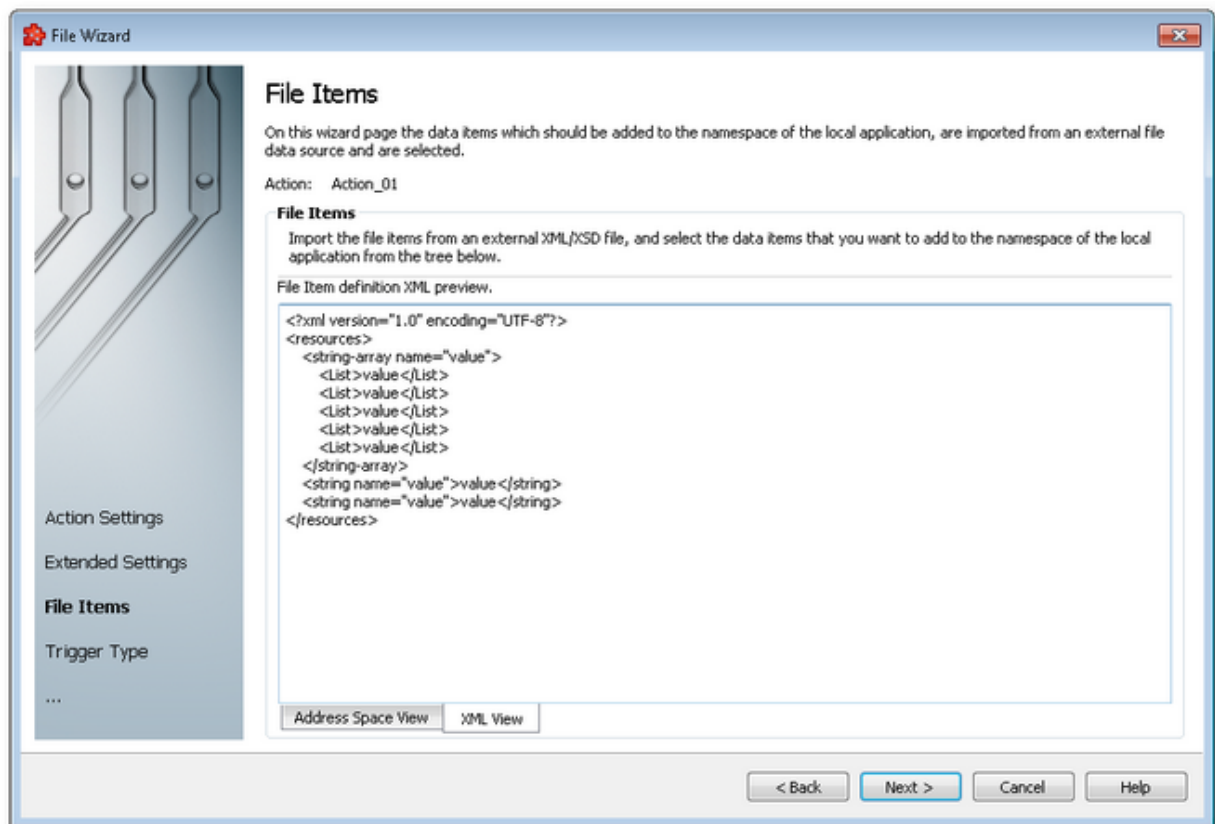 File Wizard
File Items
On this wizard page the data items which should be added to the namespace of the local application, are imported from an external file
data source and are selected.
Action: Action_01
File Items
Import the file items from an external XML/XSD file, and select the data items that you want to add to the namespace of the local
application from the tree below.
File Item definition XML preview.
<?xml version="1.0" encoding="UTF-8"?>
<resources>
<string-array name="value">
<List>value</List>
<List>value</List>
<List>value</List>
<List>value</List>
<List>value</List>
</string-array>
<string name="value">value</string>
<string name="value">value</string>
</resources>
Action Settings
Extended Settings
File Items
Trigger Type
...
Address Space View XML View
< Back Next > Cancel Help